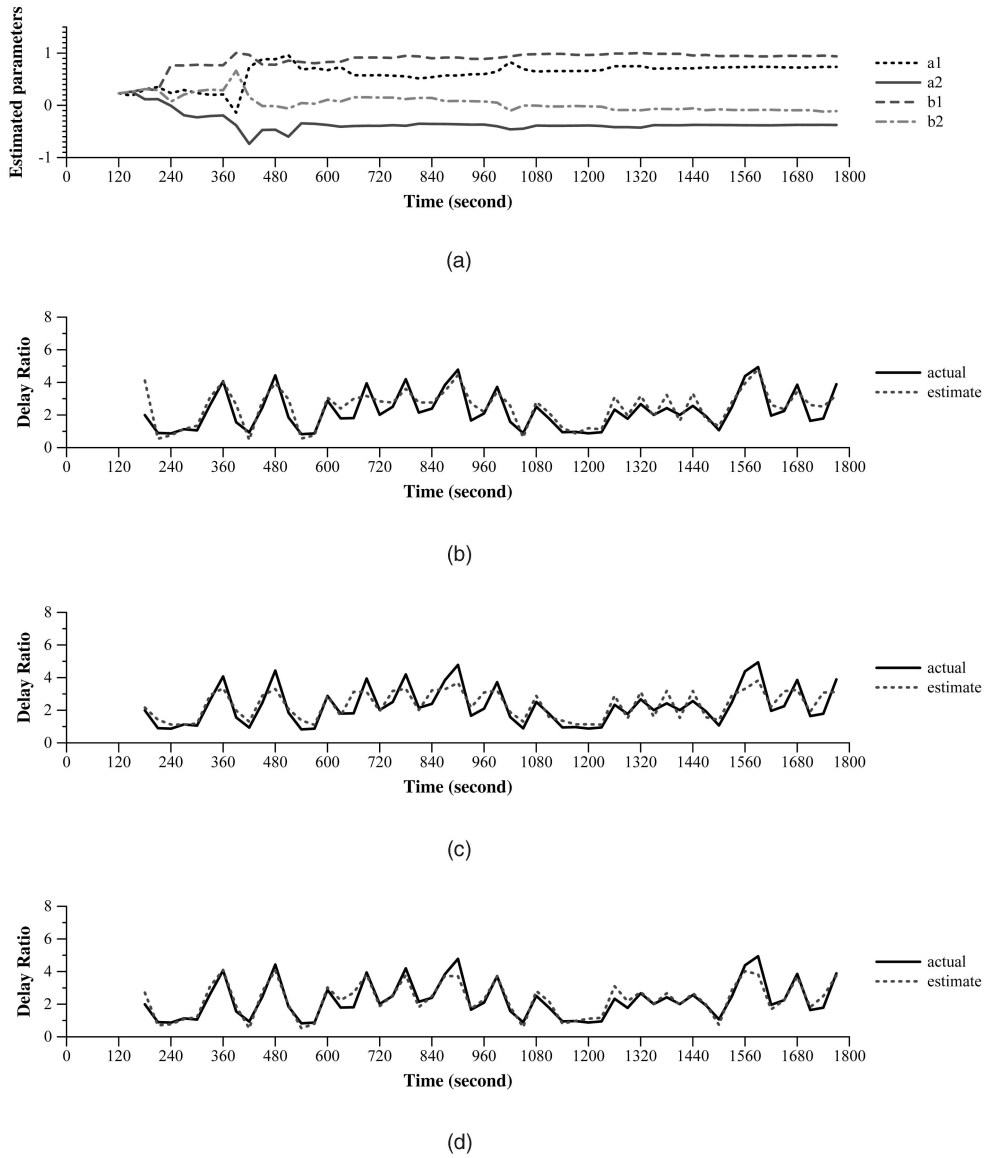 Estimated parameters
1
0
-1
0 120 240 360 480 600 720 840 960 1080 1200 1320 1440 1560 1680 1800
Time (second)
a1
a2
b1
b2
(a)
Delay Ratio
8
6
4
2
0
0 120 240 360 480 600 720 840 960 1080 1200 1320 1440 1560 1680 1800
Time (second)
actual
estimate
(b)
Delay Ratio
8
6
4
2
0
0 120 240 360 480 600 720 840 960 1080 1200 1320 1440 1560 1680 1800
Time (second)
actual
estimate
(c)
Delay Ratio
8
6
4
2
0
0 120 240 360 480 600 720 840 960 1080 1200 1320 1440 1560 1680 1800
Time (second)
actual
estimate
(d)